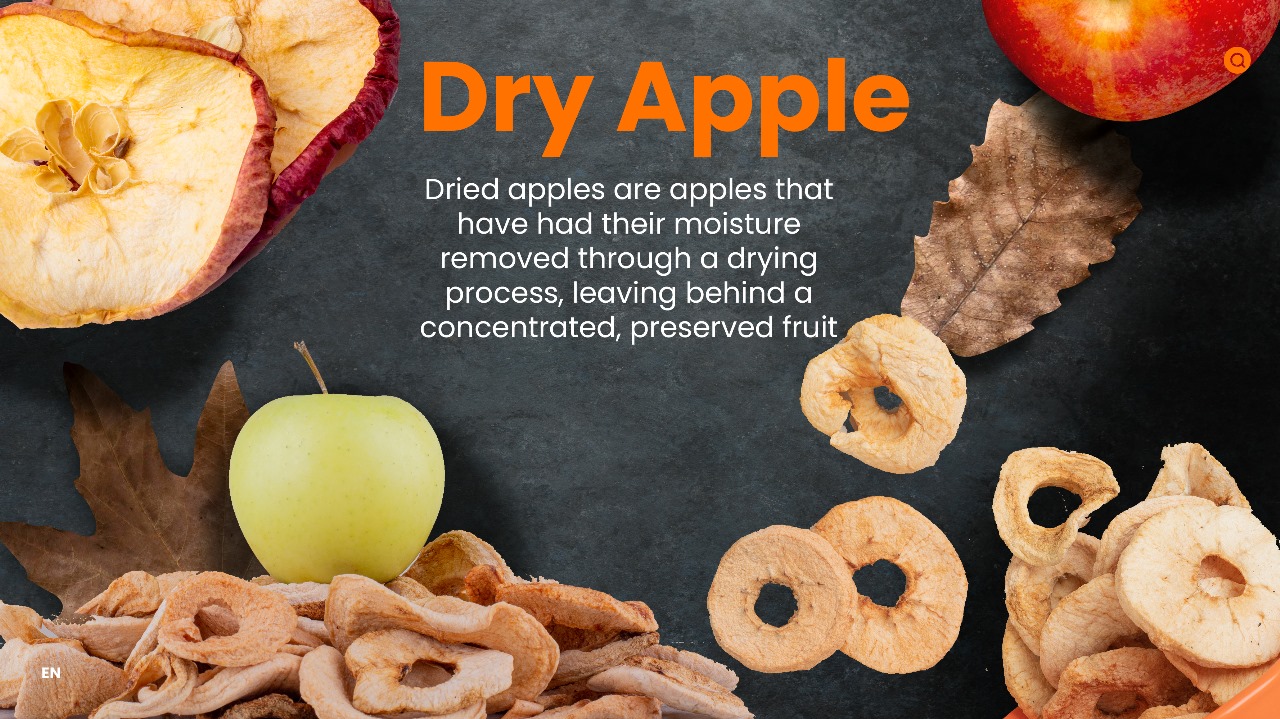 Dry Apple
Dried apples are apples that
have had their moisture
removed through a drying
process, leaving behind a
concentrated, preserved fruit
EN